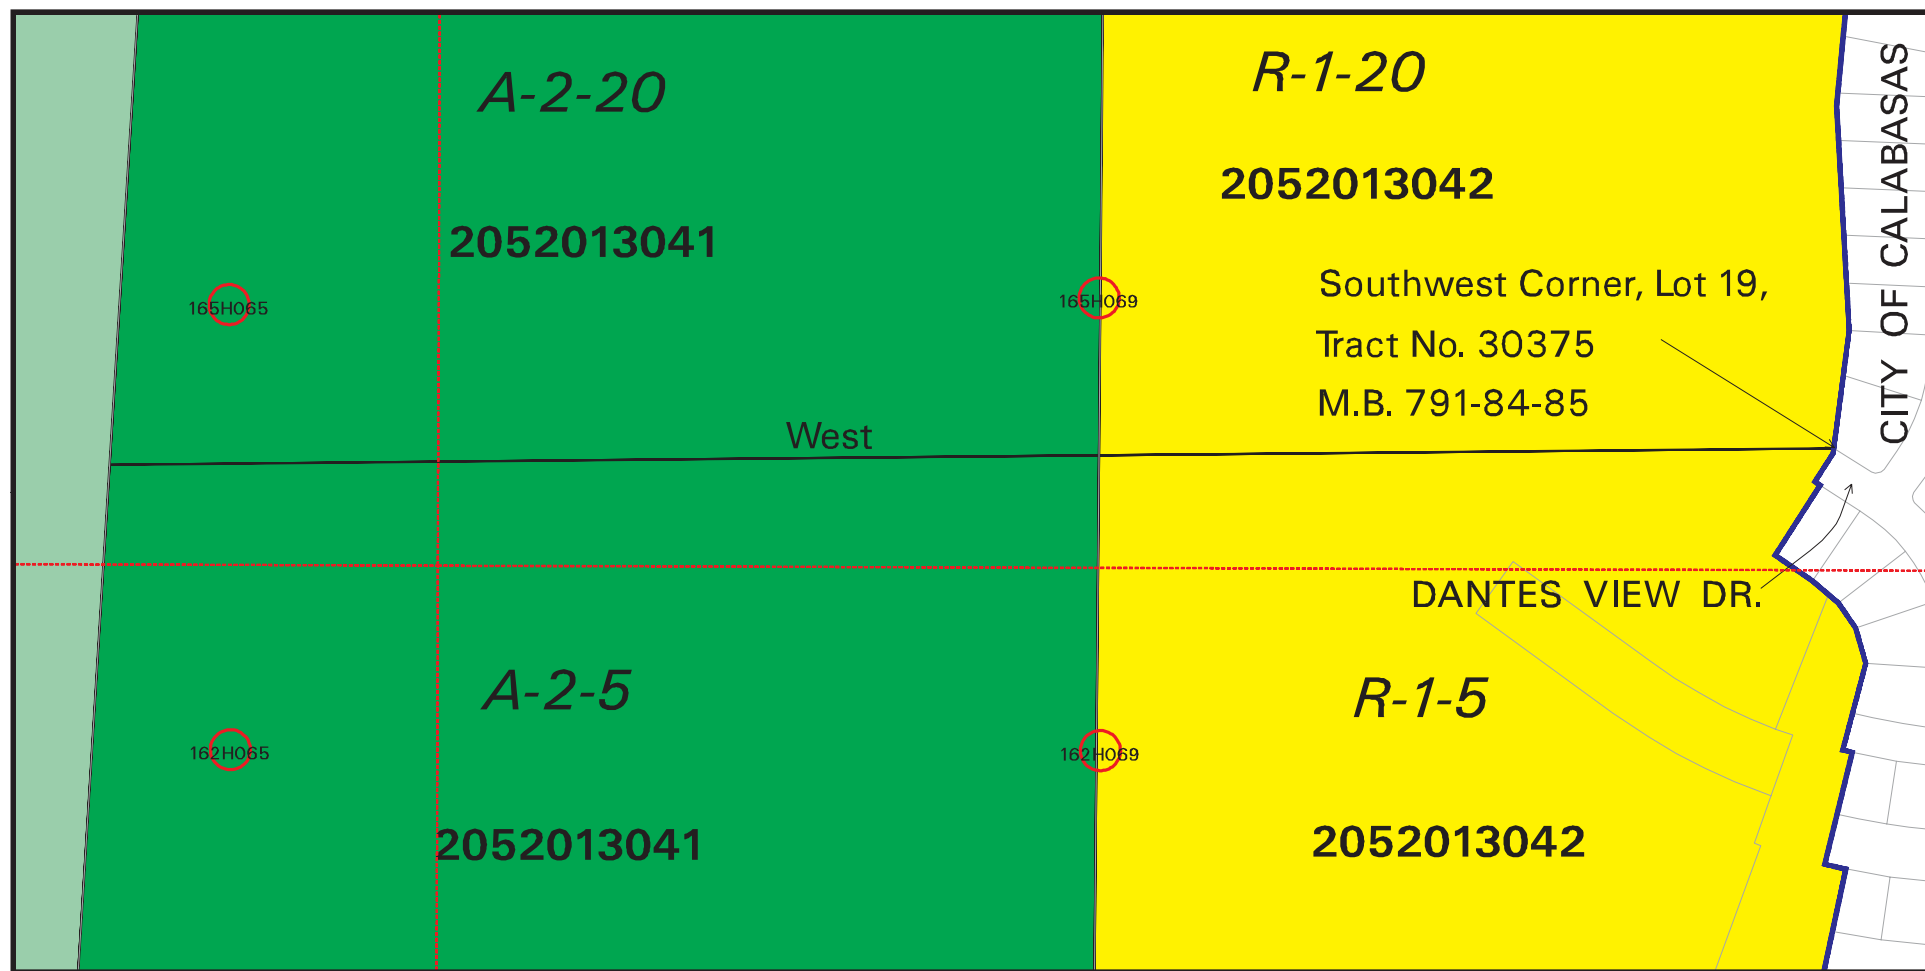 A-2-20
R-1-20
2052013042
2052013041
165H065
165H069
Southwest Corner, Lot 19,
Tract No. 30375
M.B. 791-84-85
CITY OF CALABASAS
West
DANTES VIEW DR.
A-2-5
R-1-5
162H065
162H069
2052013041
2052013042